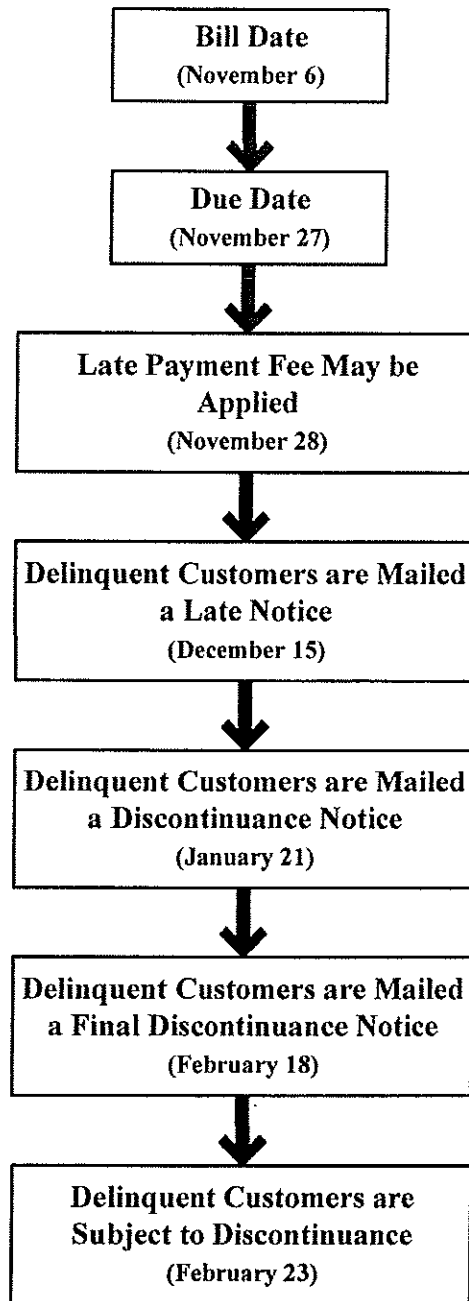 Bill Date
(November 6)
Due Date
(November 27)
Late Payment Fee May be
Applied
(November 28)
Delinquent Customers are Mailed
a Late Notice
(December 15)
Delinquent Customers are Mailed
a Discontinuance Notice
(January 21)
Delinquent Customers are Mailed
a Final Discontinuance Notice
(February 18)
Delinquent Customers are
Subject to Discontinuance
(February 23)